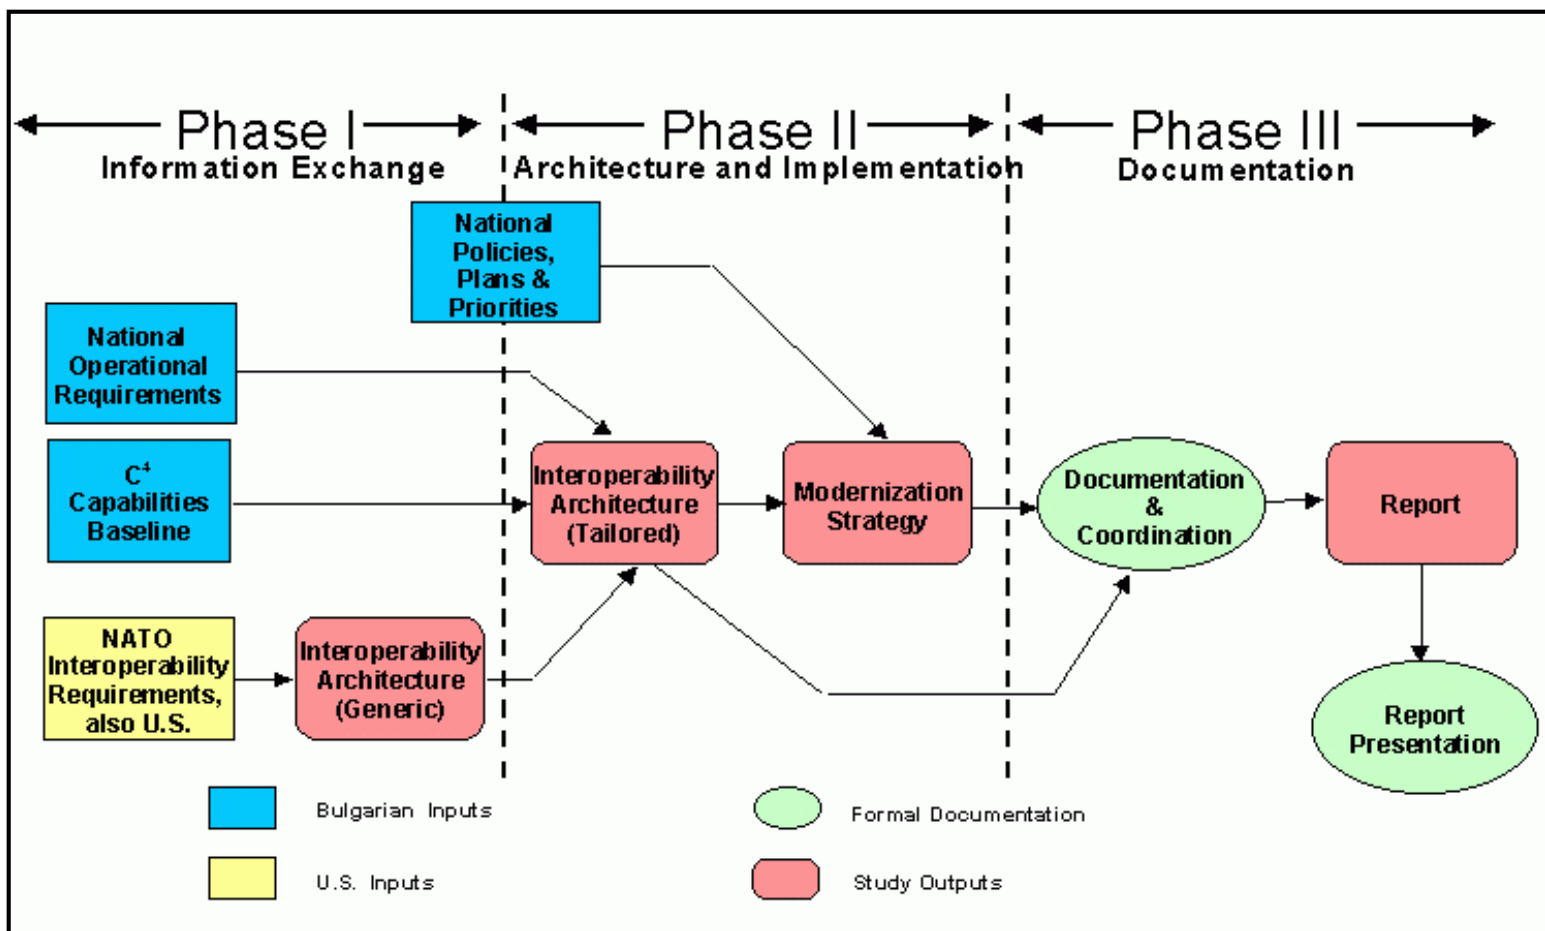 Phase I
Information Exchange
Phase II
Architecture and Implementation
Phase III
Documentation
National
Policies,
Plans &
Priorities
National
Operational
Requirements
C⁴
Capabilities
Baseline
Interoperability
Architecture
(Tailored)
Modernization
Strategy
Documentation
&
Coordination
Report
NATO
Interoperability
Requirements,
also U.S.
Interoperability
Architecture
(Generic)
Report
Presentation
Bulgarian Inputs
Formal Documentation
U.S. Inputs
Study Outputs